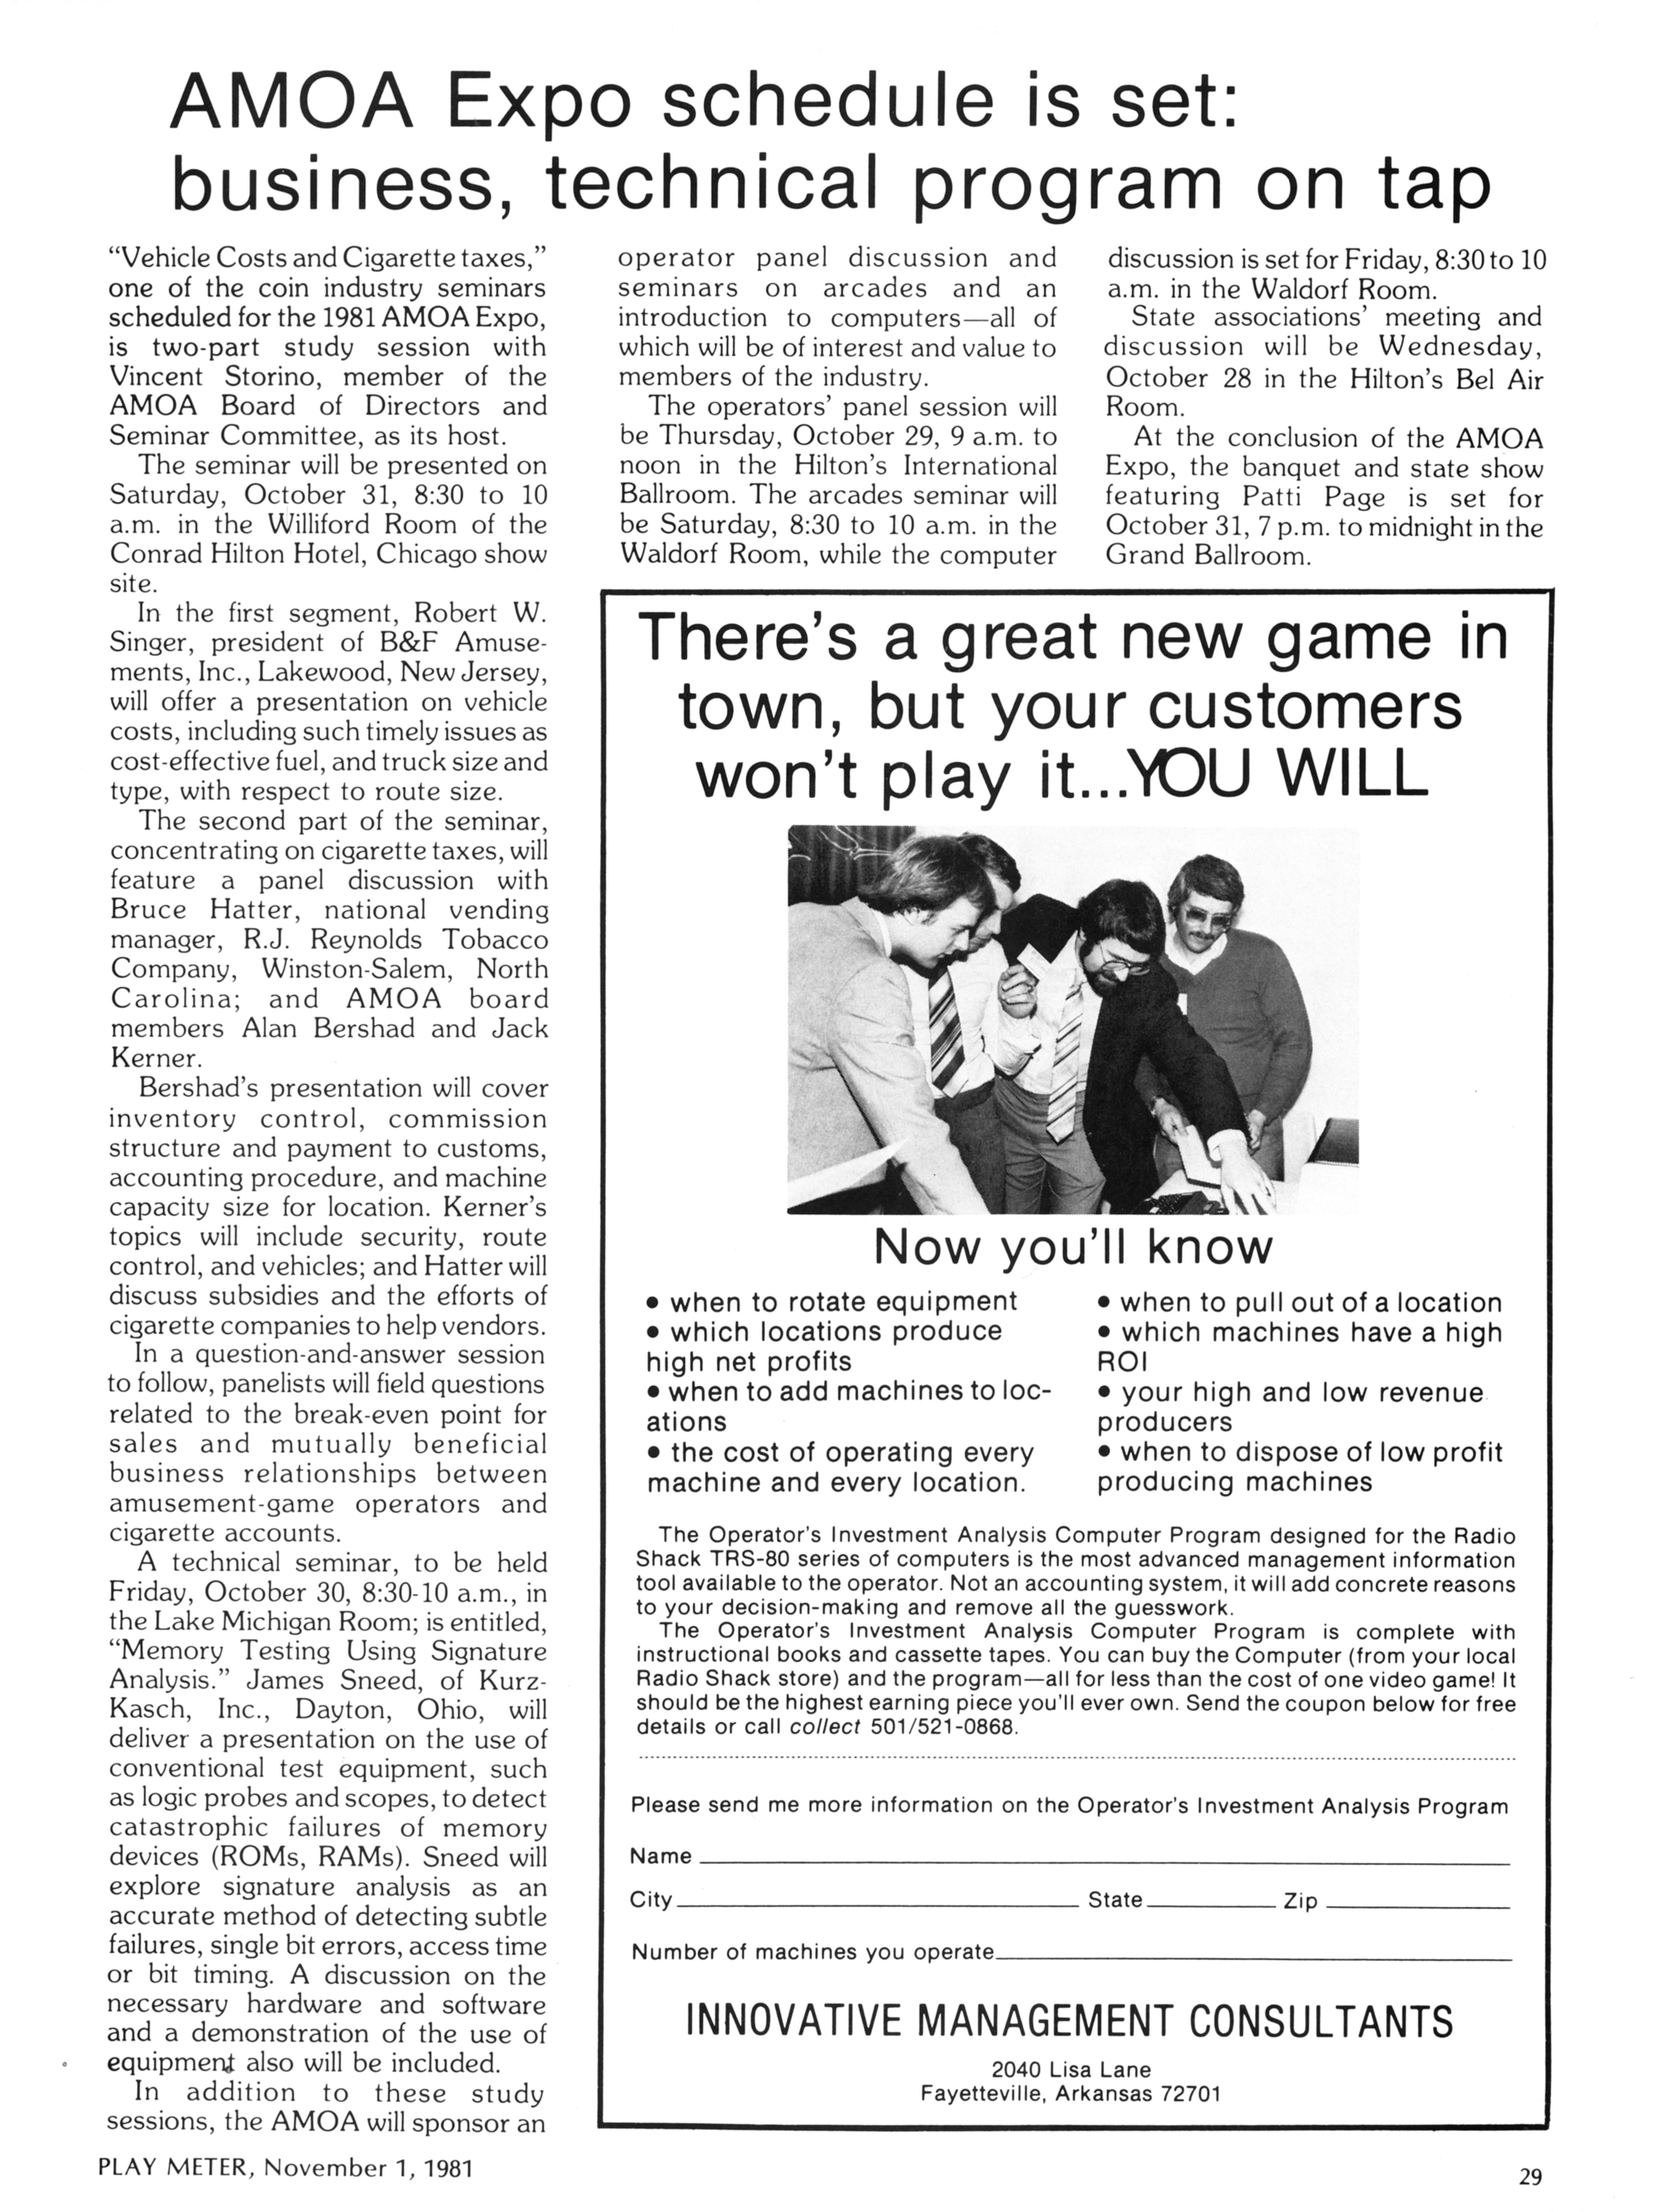 AMOA Expo schedule is set:
business, technical program on tap
“Vehicle Costs and Cigarette taxes,”
one of the coin industry seminars
scheduled for the 1981 AMOA Expo,
is two-part study session with
Vincent Storino, member of the
AMOA Board of Directors and
Seminar Committee, as its host.
The seminar will be presented on
Saturday, October 31, 8:30 to 10
a.m. in the Williford Room of the
Conrad Hilton Hotel, Chicago show
site.
In the first segment, Robert W.
Singer, president of B&F Amuse-
ments, Inc., Lakewood, New Jersey,
will offer a presentation on vehicle
costs, including such timely issues as
cost-effective fuel, and truck size and
type, with respect to route size.
The second part of the seminar,
concentrating on cigarette taxes, will
feature a panel discussion with
Bruce Hatter, national vending
manager, R.J. Reynolds Tobacco
Company, Winston-Salem, North
Carolina; and AMOA board
members Alan Bershad and Jack
Kerner.
Bershad’s presentation will cover
inventory control, commission
structure and payment to customs,
accounting procedure, and machine
capacity size for location. Kerner’s
topics will include security, route
control, and vehicles; and Hatter will
discuss subsidies and the efforts of
cigarette companies to help vendors.
In a question-and-answer session
to follow, panelists will field questions
related to the break-even point for
sales and mutually beneficial
business relationships between
amusement-game operators and
cigarette accounts.
A technical seminar, to be held
Friday, October 30, 8:30-10 a.m., in
the Lake Michigan Room; is entitled,
“Memory Testing Using Signature
Analysis.” James Sneed, of Kurz-
Kasch, Inc., Dayton, Ohio, will
deliver a presentation on the use of
conventional test equipment, such
as logic probes and scopes, to detect
catastrophic failures of memory
devices (ROMs, RAMs). Sneed will
explore signature analysis as an
accurate method of detecting subtle
failures, single bit errors, access time
or bit timing. A discussion on the
necessary hardware and software
and a demonstration of the use of
equipment also will be included.
In addition to these study
sessions, the AMOA will sponsor an
operator panel discussion and
seminars on arcades and an
introduction to computers—all of
which will be of interest and value to
members of the industry.
The operators’ panel session will
be Thursday, October 29, 9 a.m. to
noon in the Hilton’s International
Ballroom. The arcades seminar will
be Saturday, 8:30 to 10 a.m. in the
Waldorf Room, while the computer
discussion is set for Friday, 8:30 to 10
a.m. in the Waldorf Room.
State associations’ meeting and
discussion will be Wednesday,
October 28 in the Hilton’s Bel Air
Room.
At the conclusion of the AMOA
Expo, the banquet and state show
featuring Patti Page is set for
October 31, 7 p.m. to midnight in the
Grand Ballroom.
There's a great new game in
town, but your customers
won't play it...YOU WILL
Now you'll know
• when to rotate equipment
• which locations produce
high net profits
• when to add machines to loc-
ations
• the cost of operating every
machine and every location.
• when to pull out of a location
• which machines have a high
ROI
• your high and low revenue
producers
• when to dispose of low profit
producing machines
The Operator's Investment Analysis Computer Program designed for the Radio
Shack TRS-80 series of computers is the most advanced management information
tool available to the operator. Not an accounting system, it will add concrete reasons
to your decision-making and remove all the guesswork.
The Operator's Investment Analysis Computer Program is complete with
instructional books and cassette tapes. You can buy the Computer (from your local
Radio Shack store) and the program—all for less than the cost of one video game! It
should be the highest earning piece you'll ever own. Send the coupon below for free
details or call collect 501/521-0868.
Please send me more information on the Operator's Investment Analysis Program
Name
City State Zip
Number of machines you operate
INNOVATIVE MANAGEMENT CONSULTANTS
2040 Lisa Lane
Fayetteville, Arkansas 72701
PLAY METER, November 1, 1981
29